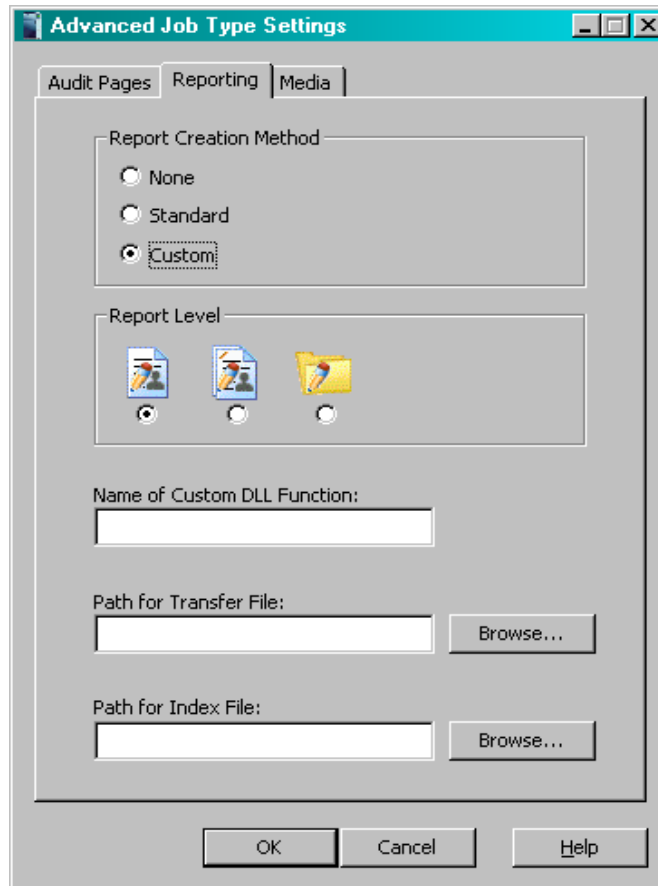 Advanced Job Type Settings
Audit Pages Reporting Media
Report Creation Method
None
Standard
Custom
Report Level
Name of Custom DLL Function:
Path for Transfer File:
Browse...
Path for Index File:
Browse...
OK Cancel Help